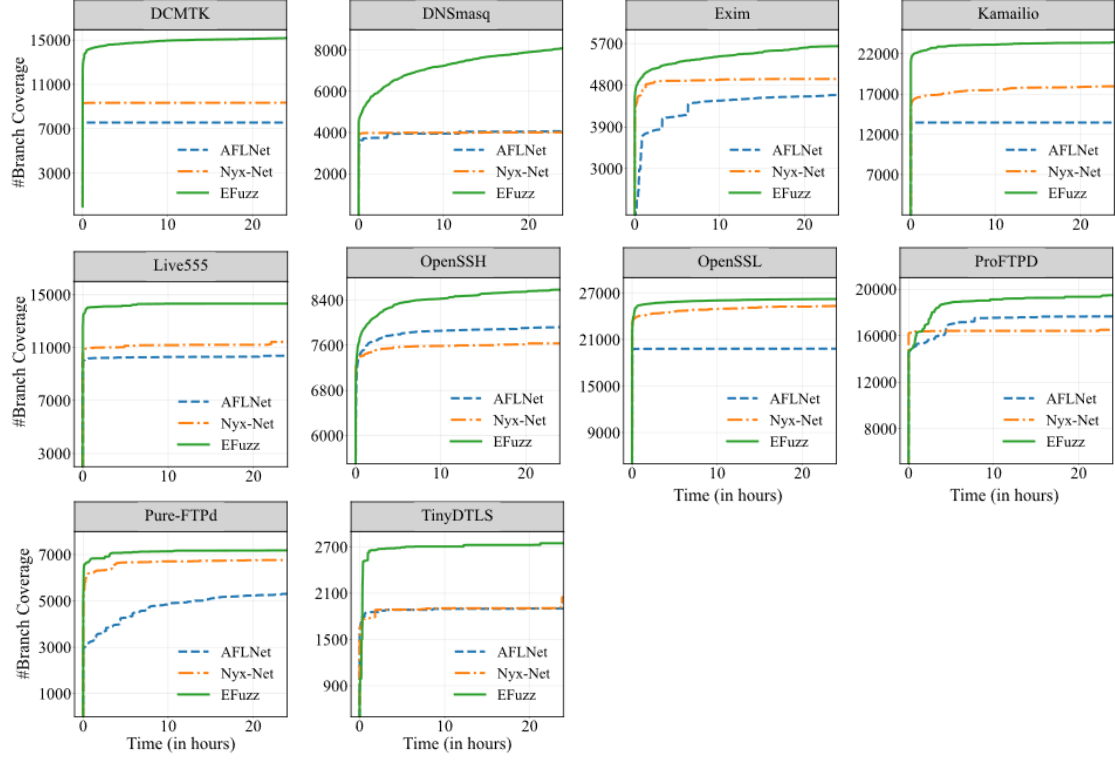 DCMTK
DNSmasq
Exim
Kamailio
#Branch Coverage
15000
11000
7000
3000
AFLNet
Nyx-Net
EFuzz
0
10
20
8000
6000
4000
2000
AFLNet
Nyx-Net
EFuzz
0
10
20
5700
4800
3900
3000
AFLNet
Nyx-Net
EFuzz
0
10
20
22000
17000
12000
7000
AFLNet
Nyx-Net
EFuzz
0
10
20
Live555
OpenSSH
OpenSSL
ProFTPD
#Branch Coverage
15000
11000
7000
3000
AFLNet
Nyx-Net
EFuzz
0
10
20
8400
7600
6800
6000
AFLNet
Nyx-Net
EFuzz
0
10
20
27000
21000
15000
9000
AFLNet
Nyx-Net
EFuzz
0
10
20
Time (in hours)
20000
16000
12000
8000
AFLNet
Nyx-Net
EFuzz
0
10
20
Time (in hours)
Pure-FTPd
TinyDTLS
#Branch Coverage
7000
5000
3000
1000
AFLNet
Nyx-Net
EFuzz
0
10
20
Time (in hours)
2700
2100
1500
900
AFLNet
Nyx-Net
EFuzz
0
10
20
Time (in hours)